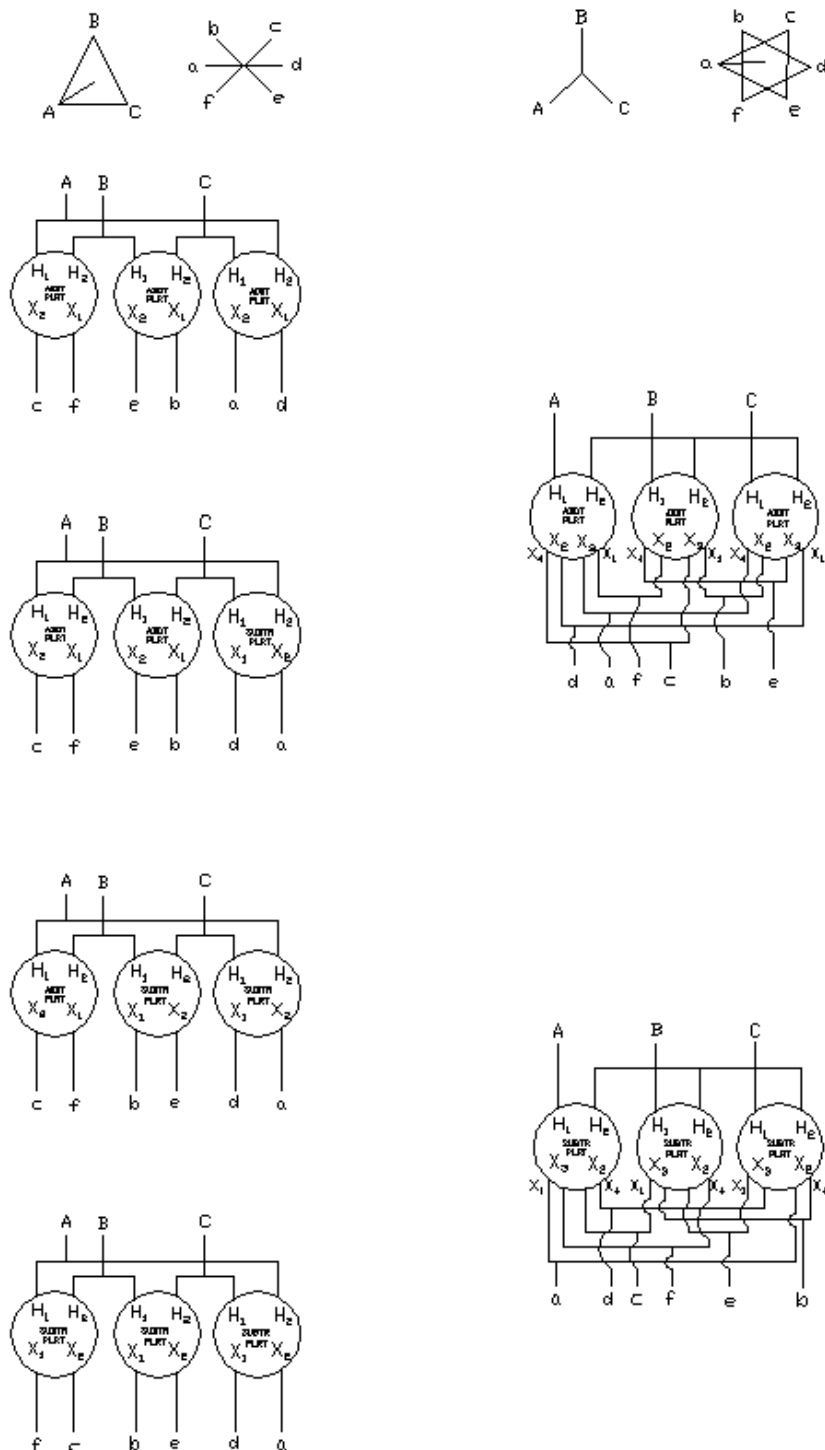 B
b c
a d
f e
A C
B
b c
a d
f e
A C
A B C
H1 H2 H1 H2 H1 H2
ADDT PLRT ADDT PLRT ADDT PLRT
X2 X1 X2 X1 X2 X1
c f e b a d
A B C
H1 H2 H1 H2 H1 H2
ADDT PLRT ADDT PLRT ADDT PLRT
X2 X3 X2 X3 X2 X3
X4 X1 X4 X1 X4 X1
d a f c b e
A B C
H1 H2 H1 H2 H1 H2
ADDT PLRT ADDT PLRT SUBTR PLRT
X2 X1 X2 X1 X1 X2
c f e b d a
A B C
H1 H2 H1 H2 H1 H2
ADDT PLRT SUBTR PLRT SUBTR PLRT
X2 X1 X1 X2 X1 X2
c f b e d a
A B C
H1 H2 H1 H2 H1 H2
SUBTR PLRT SUBTR PLRT SUBTR PLRT
X3 X2 X3 X2 X3 X2
X1 X4 X1 X4 X1 X4
a d c f e b
A B C
H1 H2 H1 H2 H1 H2
SUBTR PLRT SUBTR PLRT SUBTR PLRT
X1 X2 X1 X2 X1 X2
f c b e d a